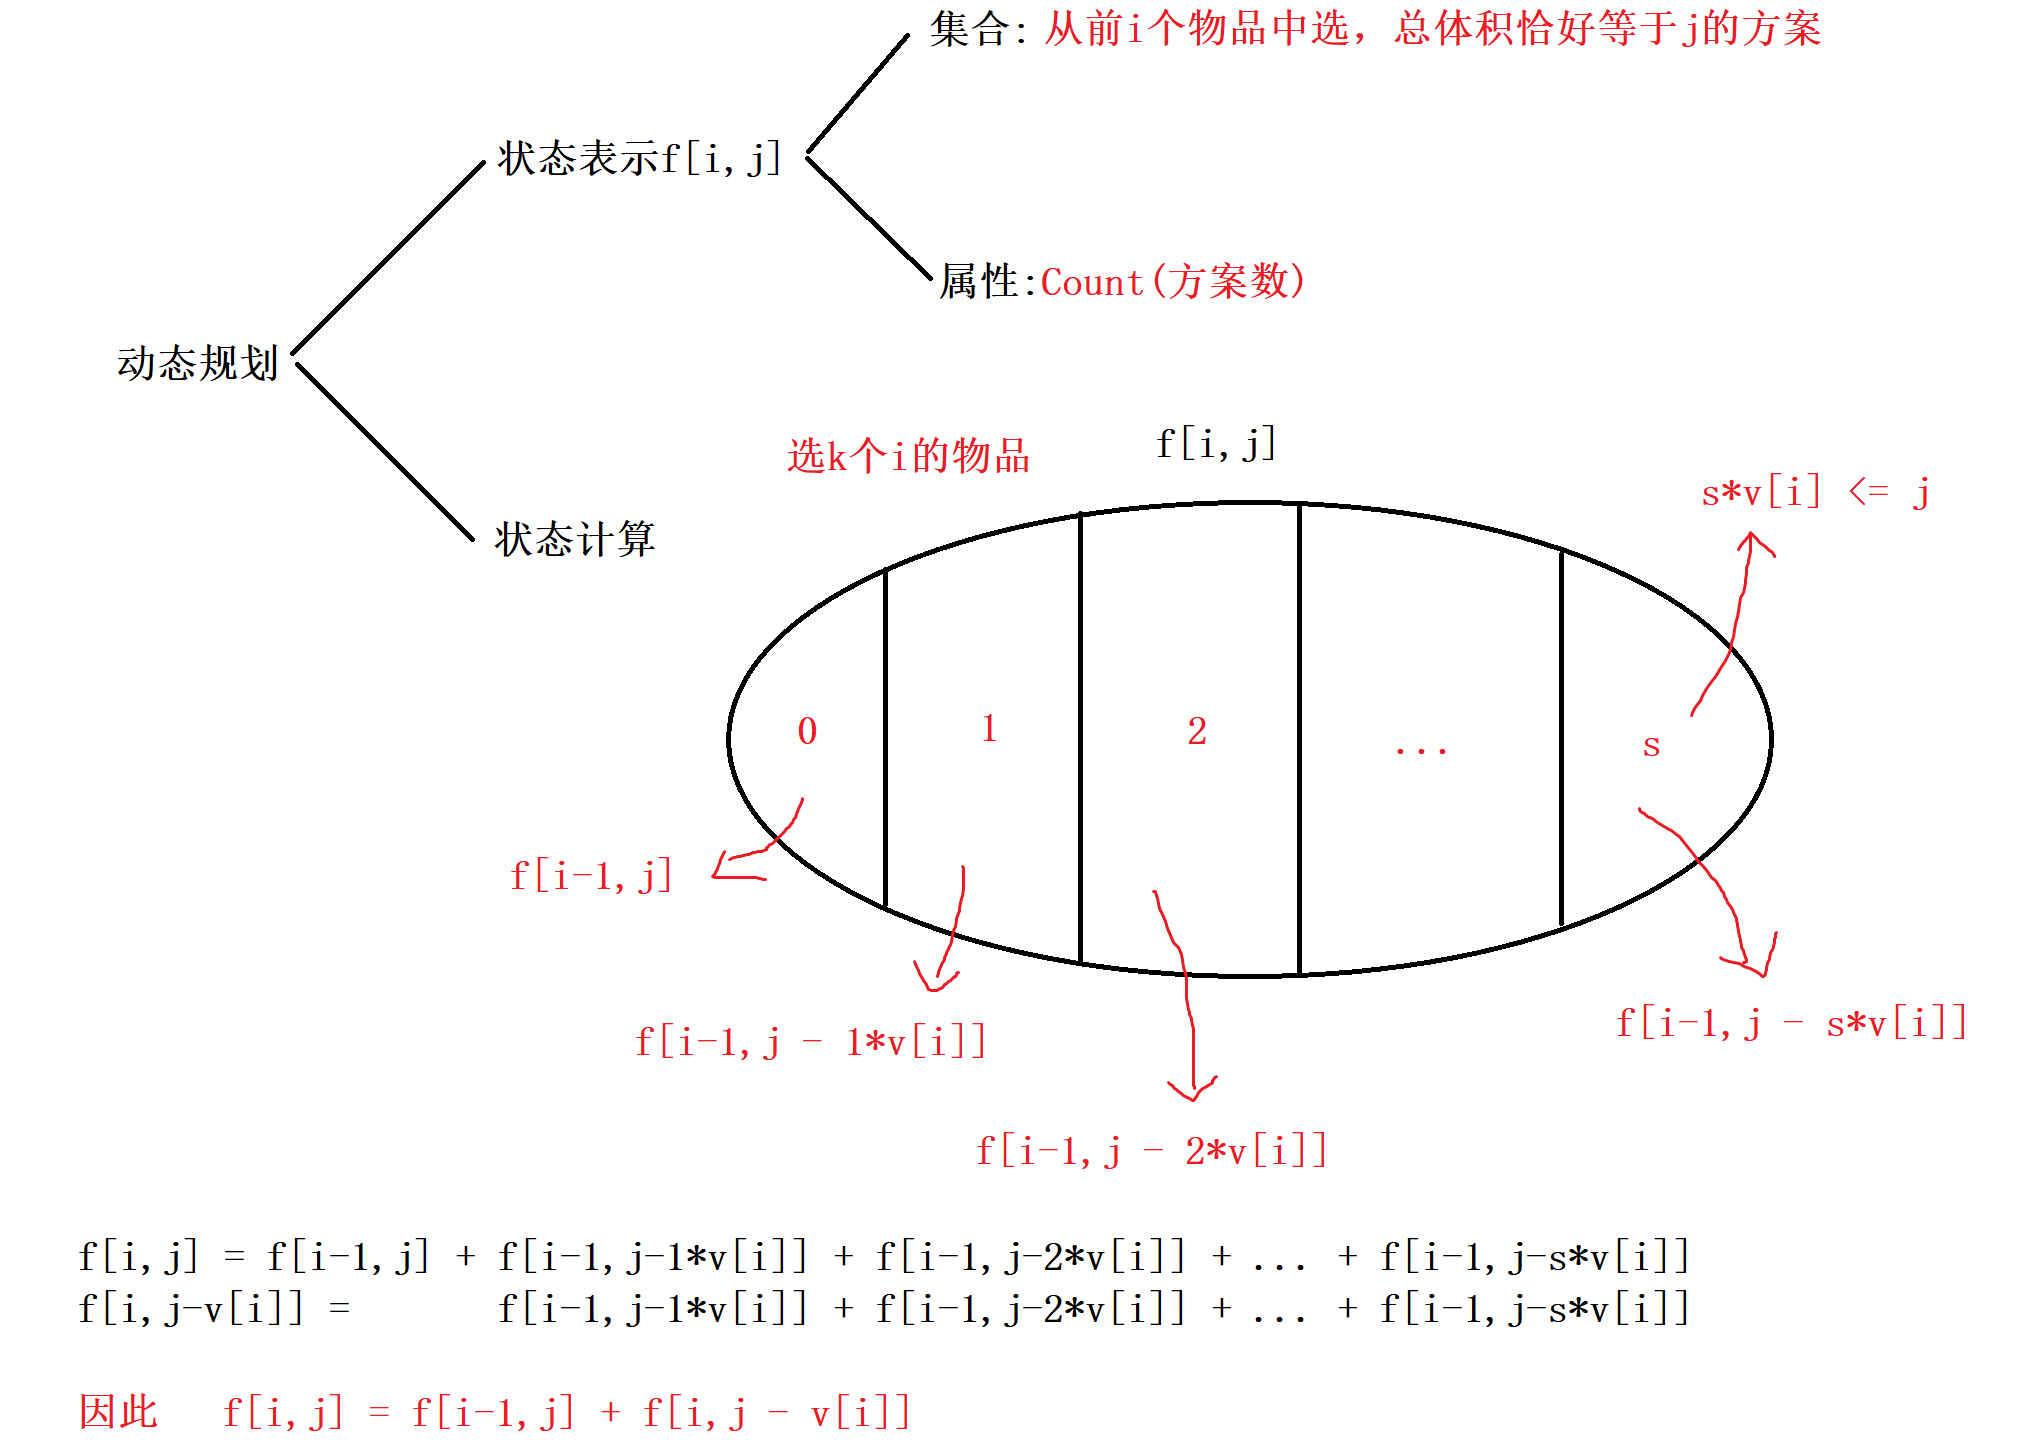 集合: 从前i个物品中选，总体积恰好等于j的方案
状态表示f[i,j]
属性:Count(方案数)
动态规划
状态计算
选k个i的物品
f[i,j]
s*v[i] <= j
0
1
2
...
s
f[i-1,j]
f[i-1,j - 1*v[i]]
f[i-1,j - s*v[i]]
f[i-1,j - 2*v[i]]
f[i,j] = f[i-1,j] + f[i-1,j-1*v[i]] + f[i-1,j-2*v[i]] + ... + f[i-1,j-s*v[i]]
f[i,j-v[i]] = f[i-1,j-1*v[i]] + f[i-1,j-2*v[i]] + ... + f[i-1,j-s*v[i]]
因此 f[i,j] = f[i-1,j] + f[i,j - v[i]]